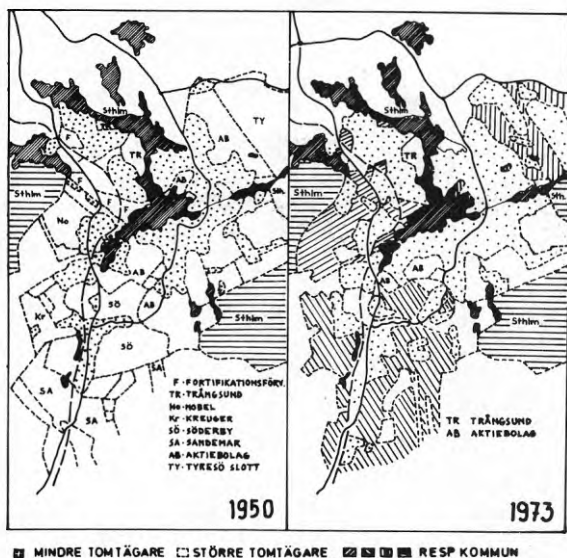 Sthlm
AB
TY
F
TR
F
AB
Sth.
Sthlm
No
AB
Kr
SÖ
AB
Sthlm
SÖ
SA
SA
SA
F - FORTIFIKATIONSFÖRV.
TR - TRÅNGSUND
No - NOBEL
Kr - KREUGER
SÖ - SÖDERBY
SA - SANDEMAR
AB - AKTIEBOLAG
TY - TYRESÖ SLOTT
1950
Sthlm
TR
Sth.
Sthlm
AB
AB
Sthlm
TR TRÅNGSUND
AB AKTIEBOLAG
1973
MINDRE TOMTÄGARE STÖRRE TOMTÄGARE RESP KOMMUN